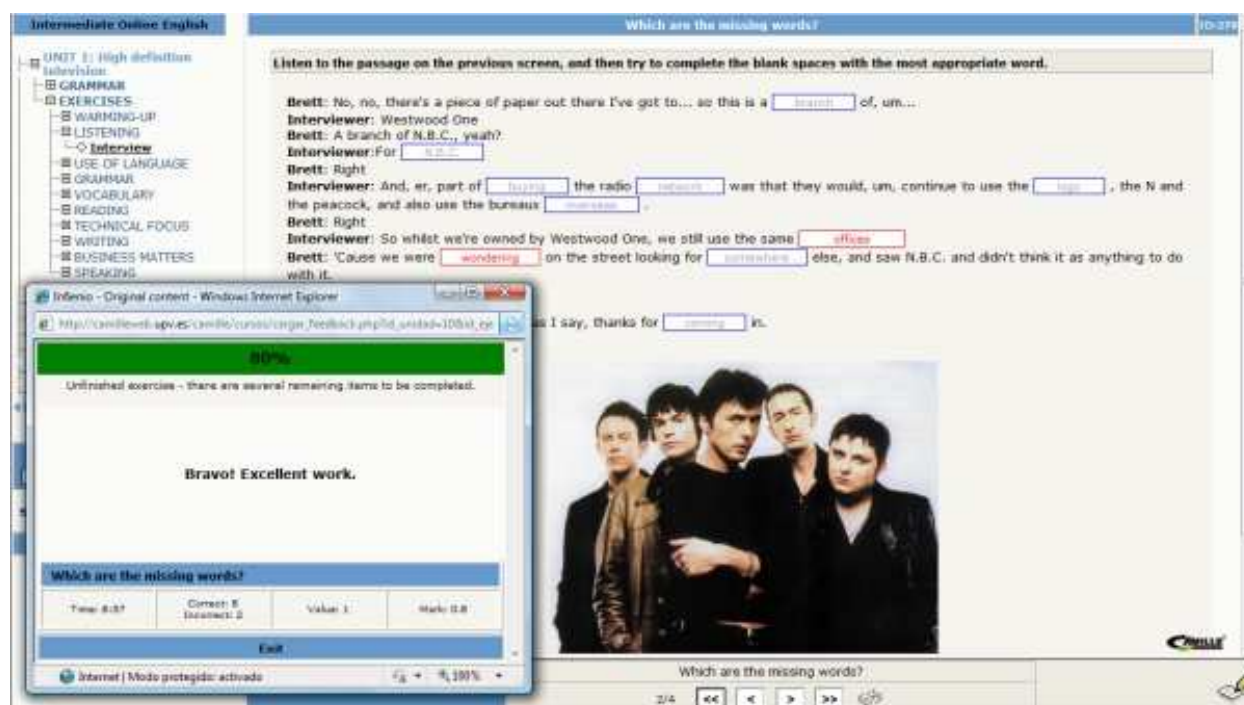 Intermediate Online English
Which are the missing words?
UNIT 1: High definition
television
GRAMMAR
EXERCISES
WARMING-UP
LISTENING
Interview
USE OF LANGUAGE
GRAMMAR
VOCABULARY
READING
TECHNICAL FOCUS
WRITING
BUSINESS MATTERS
SPEAKING
Listen to the passage on the previous screen, and then try to complete the blank spaces with the most appropriate word.
Brett: No, no, there's a piece of paper out there I've got to... so this is a branch of, um...
Interviewer: Westwood One
Brett: A branch of N.B.C., yeah?
Interviewer:For N.B.C.
Brett: Right
Interviewer: And, er, part of buying the radio network was that they would, um, continue to use the logo , the N and
the peacock, and also use the bureaus overseas .
Brett: Right
Interviewer: So whilst we're owned by Westwood One, we still use the same offices
Brett: 'Cause we were wondering on the street looking for somewhere else, and saw N.B.C. and didn't think it as anything to do
with it.
as I say, thanks for coming in.
Infienio - Original content - Windows Internet Explorer
80%
Unfinished exercise - there are several remaining items to be completed.
Bravo! Excellent work.
Which are the missing words?
Correct: 8
Incorrect: 2
Value: 1
Mark: 0.8
Exit
Internet | Modo protegido: activado
100%
CAMILLE
Which are the missing words?
2/4 << < > >>